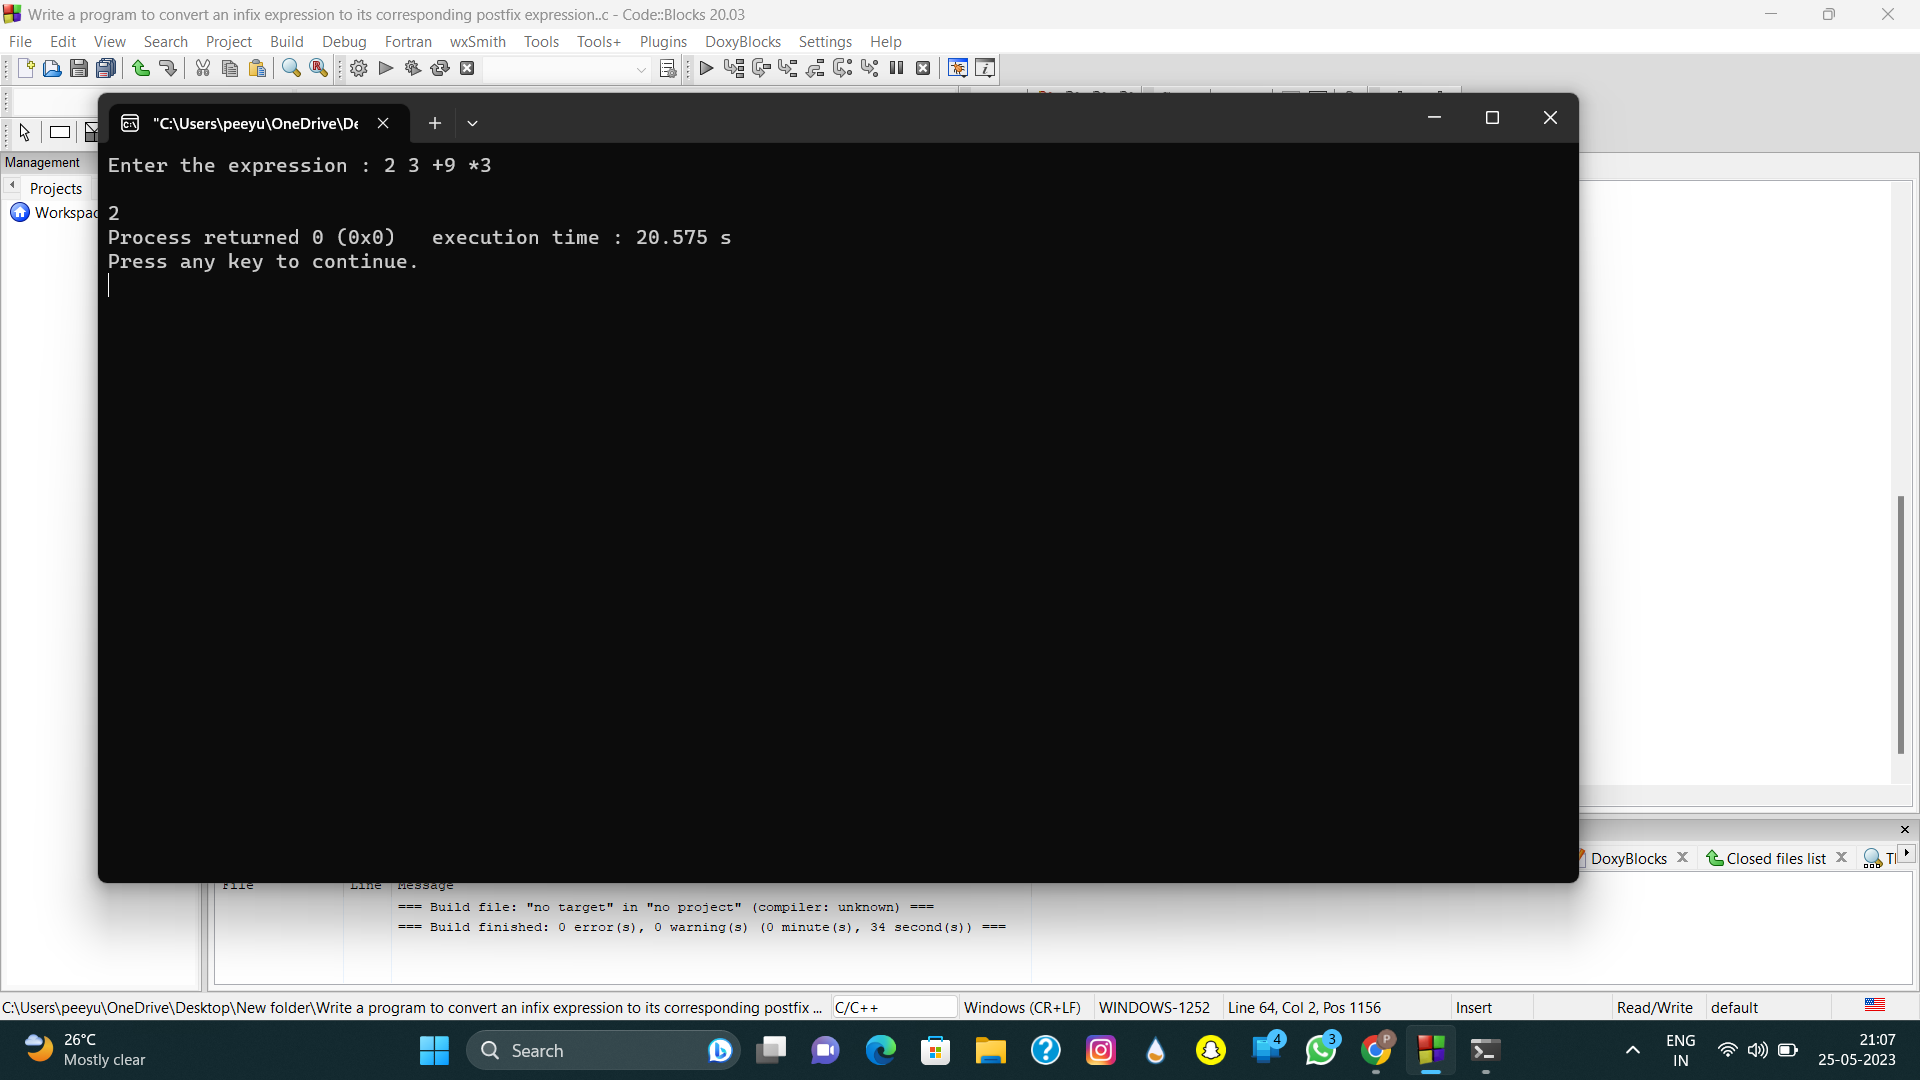 Write a program to convert an infix expression to its corresponding postfix expression..c - Code::Blocks 20.03
File Edit View Search Project Build Debug Fortran wxSmith Tools Tools+ Plugins DoxyBlocks Settings Help
"C:\Users\peeyu\OneDrive\De
Management
Projects
Workspac
Enter the expression : 2 3 +9 *3
2
Process returned 0 (0x0)   execution time : 20.575 s
Press any key to continue.
DoxyBlocks Closed files list
File Line Message
=== Build file: "no target" in "no project" (compiler: unknown) ===
=== Build finished: 0 error(s), 0 warning(s) (0 minute(s), 34 second(s)) ===
C:\Users\peeyu\OneDrive\Desktop\New folder\Write a program to convert an infix expression to its corresponding postfix ... C/C++ Windows (CR+LF) WINDOWS-1252 Line 64, Col 2, Pos 1156 Insert Read/Write default
26°C
Mostly clear
Search
4
3
P
ENG
IN
21:07
25-05-2023